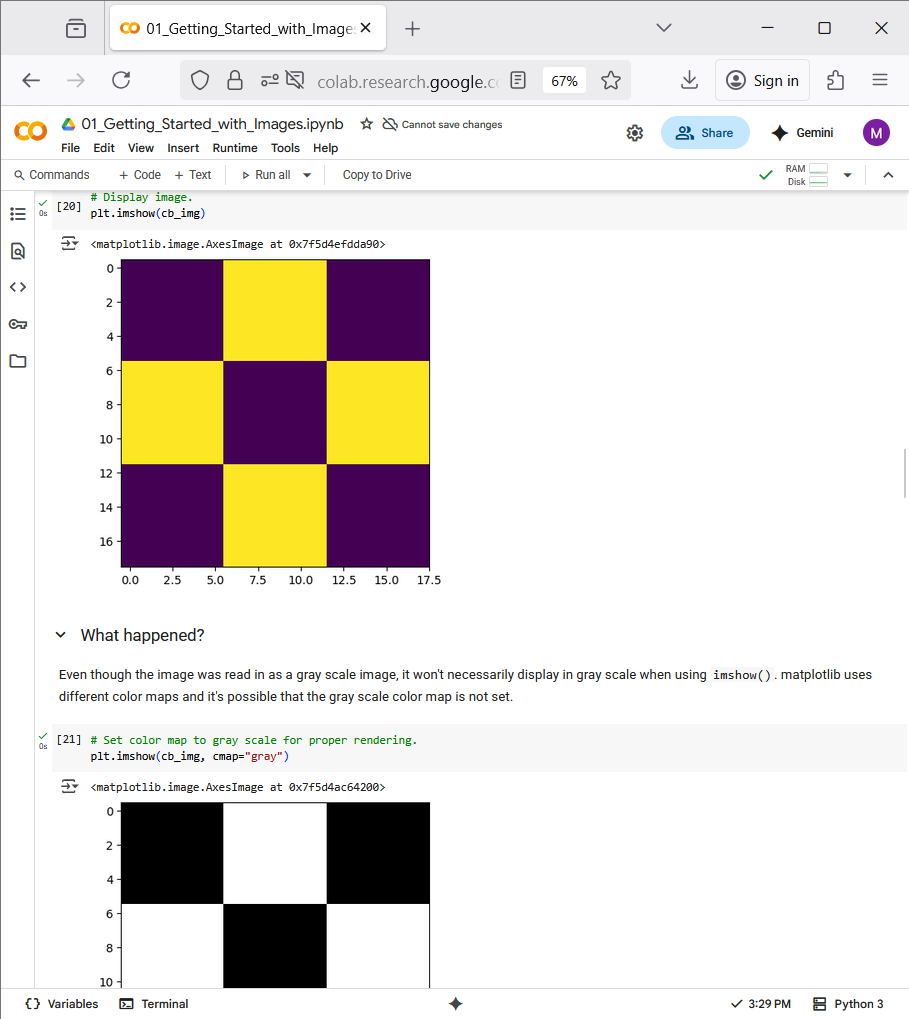 01_Getting_Started_with_Image
colab.research.google.c
67%
Sign in
01_Getting_Started_with_Images.ipynb
Cannot save changes
Share
Gemini
M
File Edit View Insert Runtime Tools Help
Commands
+ Code
+ Text
Run all
Copy to Drive
RAM
Disk
0s
[20]
# Display image.
plt.imshow(cb_img)
<matplotlib.image.AxesImage at 0x7f5d4efdda90>
0
2
4
6
8
10
12
14
16
0.0 2.5 5.0 7.5 10.0 12.5 15.0 17.5
What happened?
Even though the image was read in as a gray scale image, it won't necessarily display in gray scale when using imshow(). matplotlib uses
different color maps and it's possible that the gray scale color map is not set.
0s
[21]
# Set color map to gray scale for proper rendering.
plt.imshow(cb_img, cmap="gray")
<matplotlib.image.AxesImage at 0x7f5d4ac64200>
0
2
4
6
8
10
{} Variables
Terminal
3:29 PM
Python 3